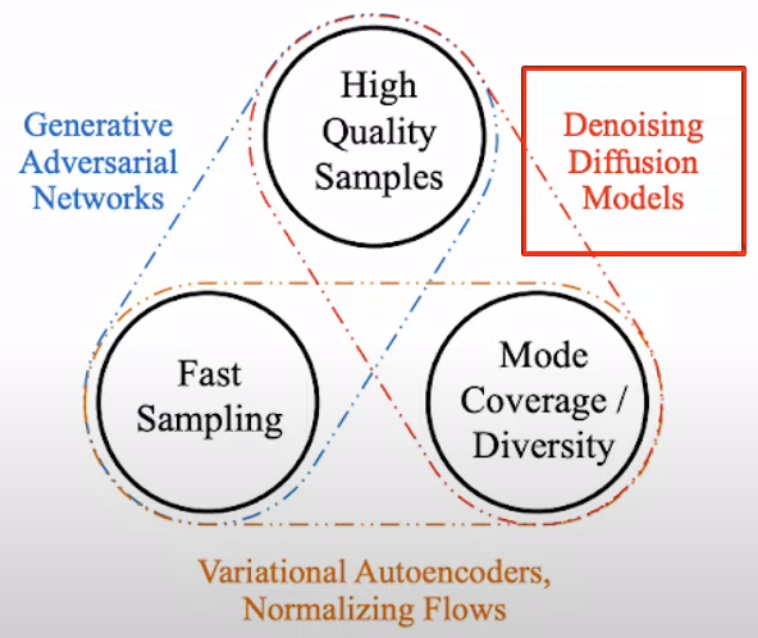 High
Quality
Samples
Generative
Adversarial
Networks
Denoising
Diffusion
Models
Fast
Sampling
Mode
Coverage /
Diversity
Variational Autoencoders,
Normalizing Flows